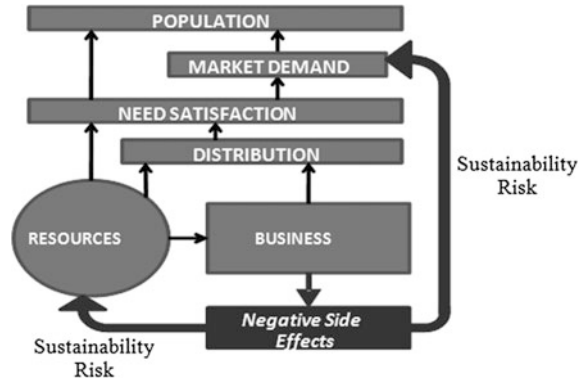 POPULATION
MARKET DEMAND
NEED SATISFACTION
DISTRIBUTION
Sustainability
Risk
RESOURCES
BUSINESS
Negative Side
Effects
Sustainability
Risk